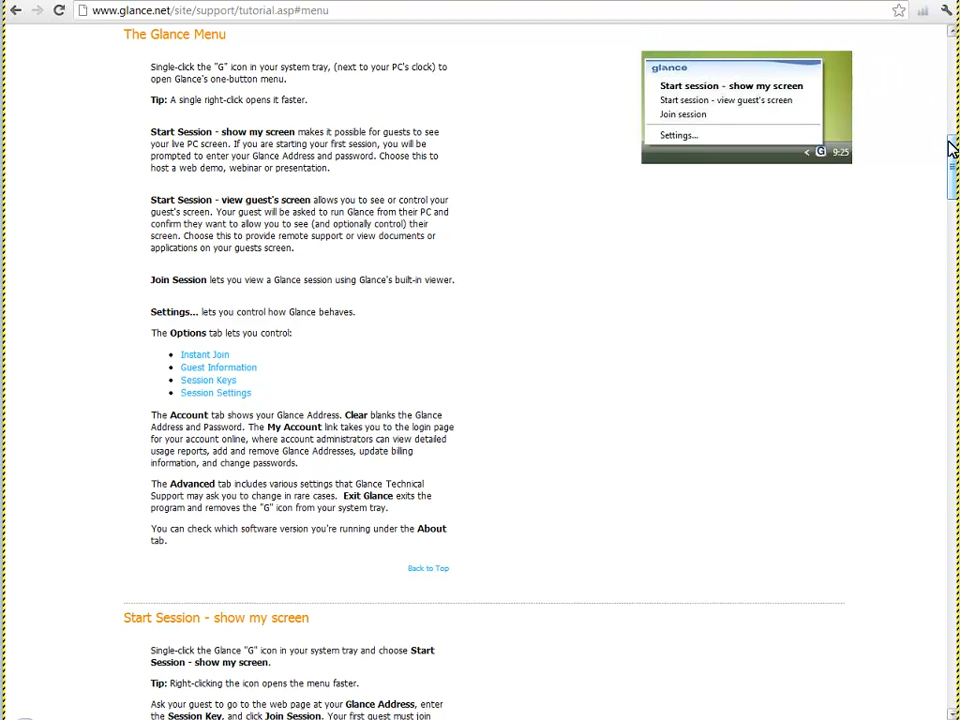 www.glance.net/site/support/tutorial.asp#menu
The Glance Menu
Single-click the "G" icon in your system tray, (next to your PC's clock) to
open Glance's one-button menu.
Tip: A single right-click opens it faster.
Start Session - show my screen makes it possible for guests to see
your live PC screen. If you are starting your first session, you will be
prompted to enter your Glance Address and password. Choose this to
host a web demo, webinar or presentation.
Start Session - view guest's screen allows you to see or control your
guest's screen. Your guest will be asked to run Glance from their PC and
confirm they want to allow you to see (and optionally control) their
screen. Choose this to provide remote support or view documents or
applications on your guests screen.
Join Session lets you view a Glance session using Glance's built-in viewer.
Settings... lets you control how Glance behaves.
The Options tab lets you control:
Instant Join
Guest Information
Session Keys
Session Settings
The Account tab shows your Glance Address. Clear blanks the Glance
Address and Password. The My Account link takes you to the login page
for your account online, where account administrators can view detailed
usage reports, add and remove Glance Addresses, update billing
information, and change passwords.
The Advanced tab includes various settings that Glance Technical
Support may ask you to change in rare cases. Exit Glance exits the
program and removes the "G" icon from your system tray.
You can check which software version you're running under the About
tab.
Back to Top
glance
Start session - show my screen
Start session - view guest's screen
Join session
Settings...
< G 9:25
Start Session - show my screen
Single-click the Glance "G" icon in your system tray and choose Start
Session - show my screen.
Tip: Right-clicking the icon opens the menu faster.
Ask your guest to go to the web page at your Glance Address, enter
the Session Key, and click Join Session. Your first guest must join